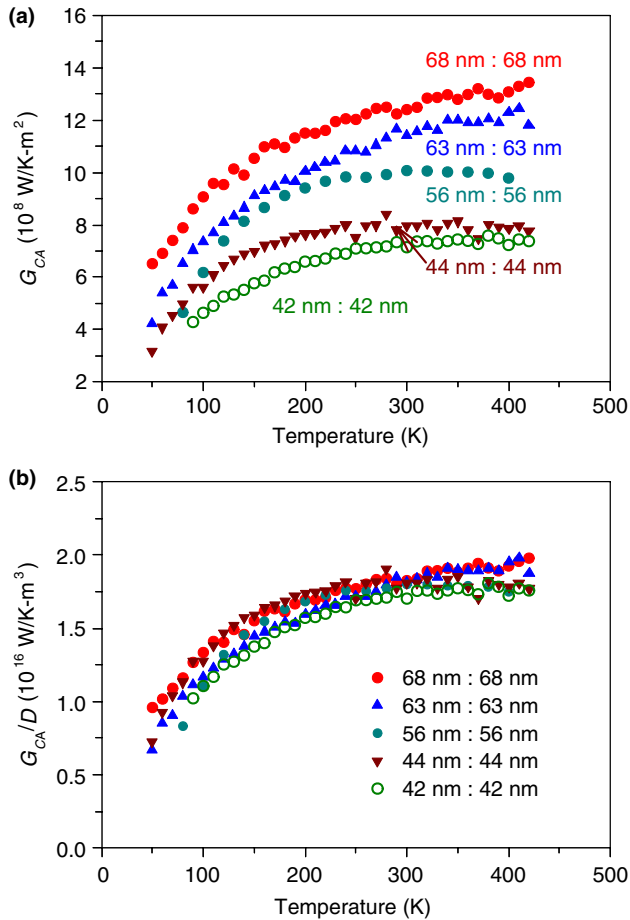 (a)
16
14
12
10
8
6
4
2
G_CA (10^8 W/K-m^2)
68 nm : 68 nm
63 nm : 63 nm
56 nm : 56 nm
44 nm : 44 nm
42 nm : 42 nm
0 100 200 300 400 500
Temperature (K)
(b)
2.5
2.0
1.5
1.0
0.5
0.0
G_CA/D (10^16 W/K-m^3)
68 nm : 68 nm
63 nm : 63 nm
56 nm : 56 nm
44 nm : 44 nm
42 nm : 42 nm
0 100 200 300 400 500
Temperature (K)